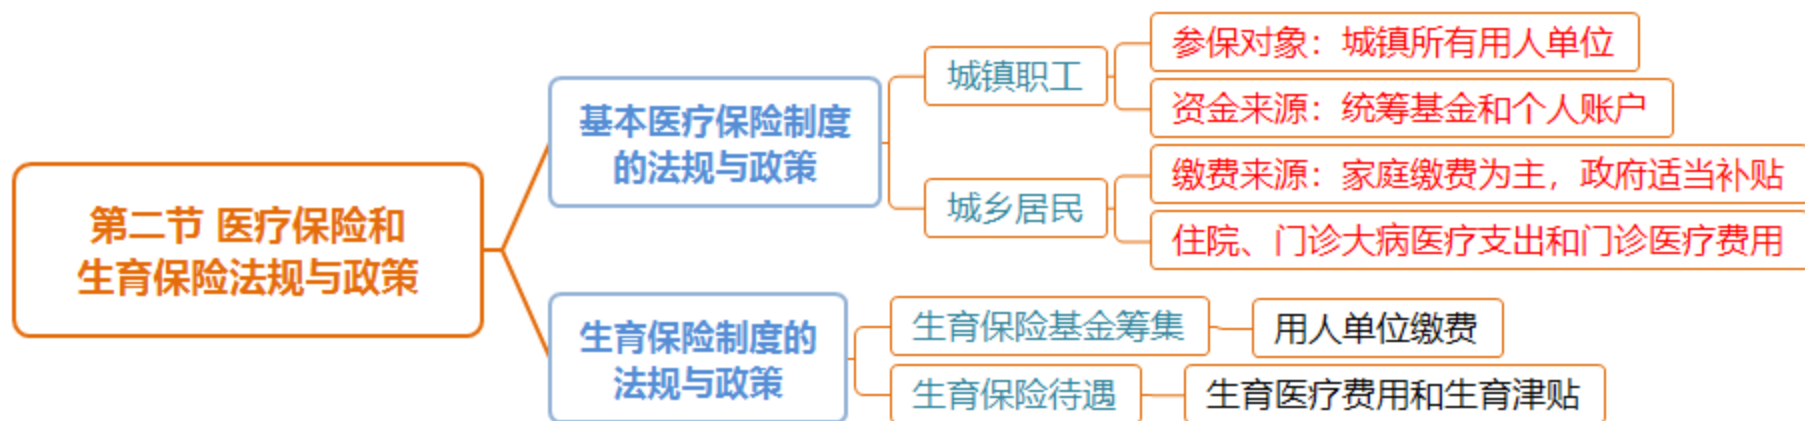 第二节 医疗保险和
生育保险法规与政策
基本医疗保险制度
的法规与政策
城镇职工
参保对象：城镇所有用人单位
资金来源：统筹基金和个人账户
城乡居民
缴费来源：家庭缴费为主，政府适当补贴
住院、门诊大病医疗支出和门诊医疗费用
生育保险制度的
法规与政策
生育保险基金筹集
用人单位缴费
生育保险待遇
生育医疗费用和生育津贴